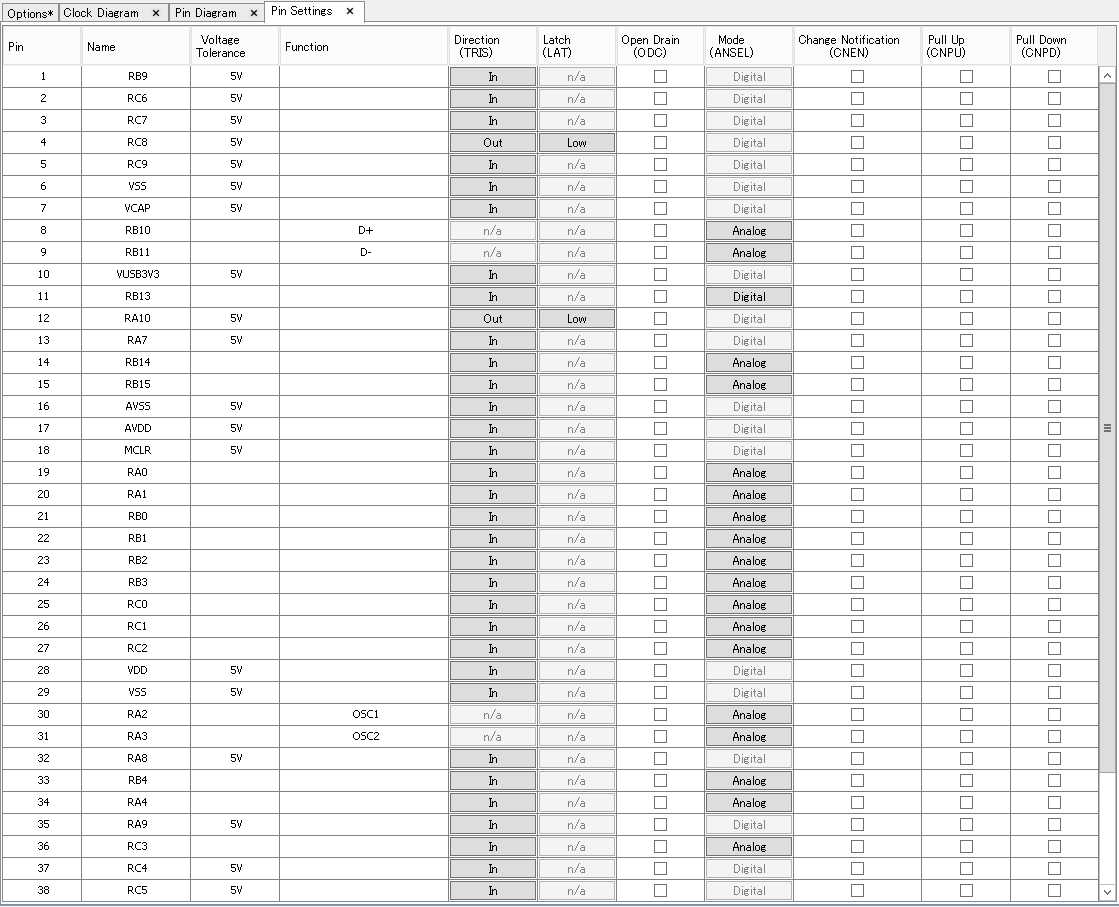 Options* Clock Diagram × Pin Diagram × Pin Settings ×
Pin Name Voltage Tolerance Function Direction (TRIS) Latch (LAT) Open Drain (ODC) Mode (ANSEL) Change Notification (CNEN) Pull Up (CNPU) Pull Down (CNPD)
1 RB9 5V In n/a Digital
2 RC6 5V In n/a Digital
3 RC7 5V In n/a Digital
4 RC8 5V Out Low Digital
5 RC9 5V In n/a Digital
6 VSS 5V In n/a Digital
7 VCAP 5V In n/a Digital
8 RB10 D+ n/a n/a Analog
9 RB11 D- n/a n/a Analog
10 VUSB3V3 5V In n/a Digital
11 RB13 In n/a Digital
12 RA10 5V Out Low Digital
13 RA7 5V In n/a Digital
14 RB14 In n/a Analog
15 RB15 In n/a Analog
16 AVSS 5V In n/a Digital
17 AVDD 5V In n/a Digital
18 MCLR 5V In n/a Digital
19 RA0 In n/a Analog
20 RA1 In n/a Analog
21 RB0 In n/a Analog
22 RB1 In n/a Analog
23 RB2 In n/a Analog
24 RB3 In n/a Analog
25 RC0 In n/a Analog
26 RC1 In n/a Analog
27 RC2 In n/a Analog
28 VDD 5V In n/a Digital
29 VSS 5V In n/a Digital
30 RA2 OSC1 n/a n/a Analog
31 RA3 OSC2 n/a n/a Analog
32 RA8 5V In n/a Digital
33 RB4 In n/a Analog
34 RA4 In n/a Analog
35 RA9 5V In n/a Digital
36 RC3 In n/a Analog
37 RC4 5V In n/a Digital
38 RC5 5V In n/a Digital